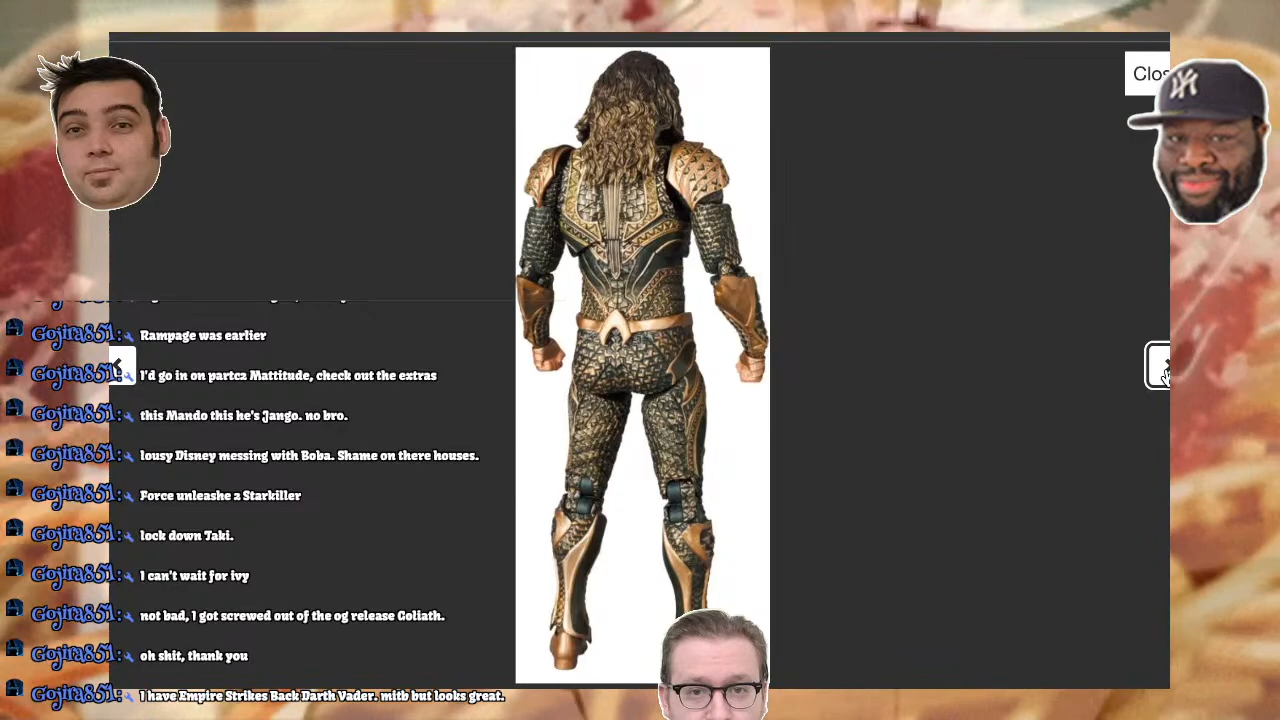 Clos
Gojira851: Rampage was earlier
Gojira851: I'd go in on partc2 Mattitude, check out the extras
Gojira851: this Mando this he's Jango. no bro.
Gojira851: lousy Disney messing with Boba. Shame on there houses.
Gojira851: Force unleashe 2 Starkiller
Gojira851: lock down Taki.
Gojira851: I can't wait for ivy
Gojira851: not bad, I got screwed out of the og release Goliath.
Gojira851: oh shit, thank you
Gojira851: I have Empire Strikes Back Darth Vader. mitb but looks great.